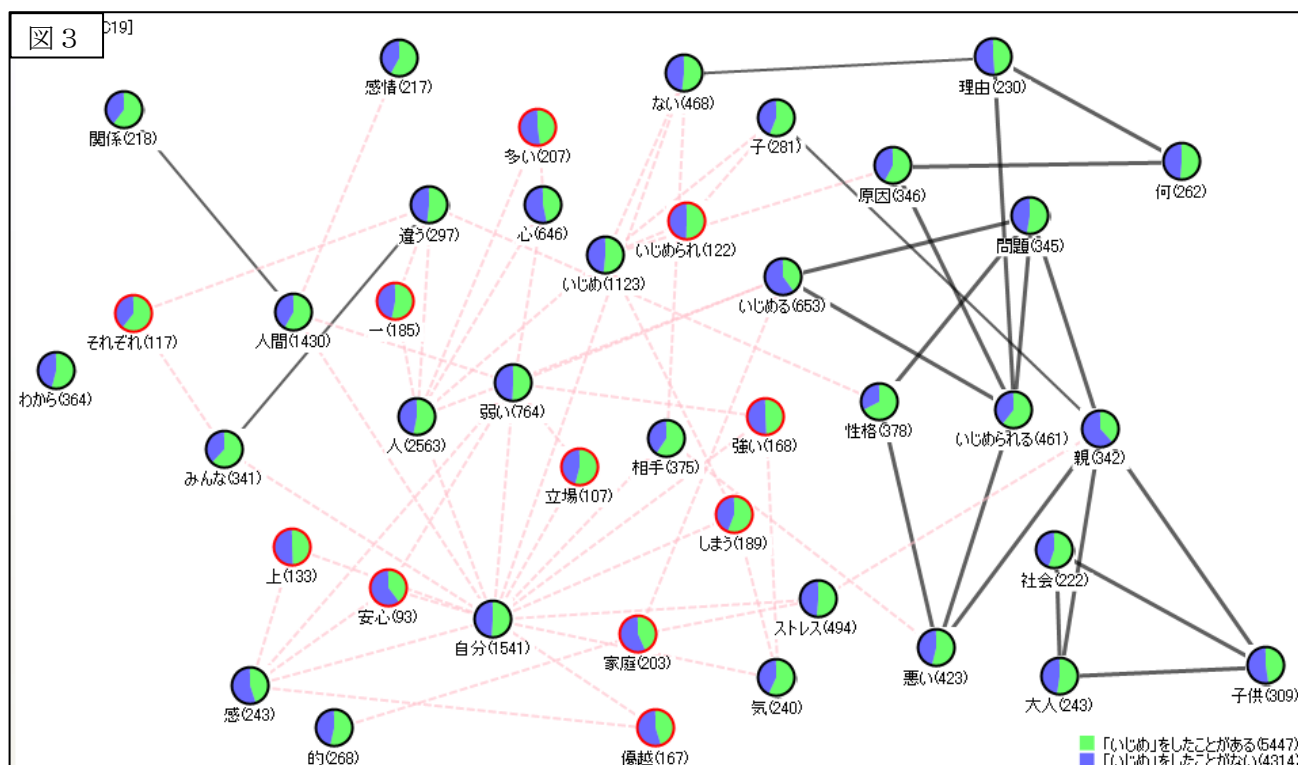 図3
C19]
感情(217)
ない(468)
理由(230)
関係(218)
多い(207)
子(281)
原因(346)
何(262)
違う(297)
心(646)
いじめられ(122)
問題(345)
いじめ(1123)
いじめる(653)
それぞれ(117)
人間(1430)
一(185)
わから(364)
人(2563)
弱い(764)
性格(378)
いじめられる(461)
みんな(341)
相手(375)
強い(168)
親(342)
立場(107)
しまう(189)
上(133)
安心(93)
社会(222)
自分(1541)
家庭(203)
ストレス(494)
悪い(423)
感(243)
気(240)
大人(243)
子供(309)
的(268)
優越(167)
「いじめ」をしたことがある(5447)
「いじめ」をしたことがない(4314)